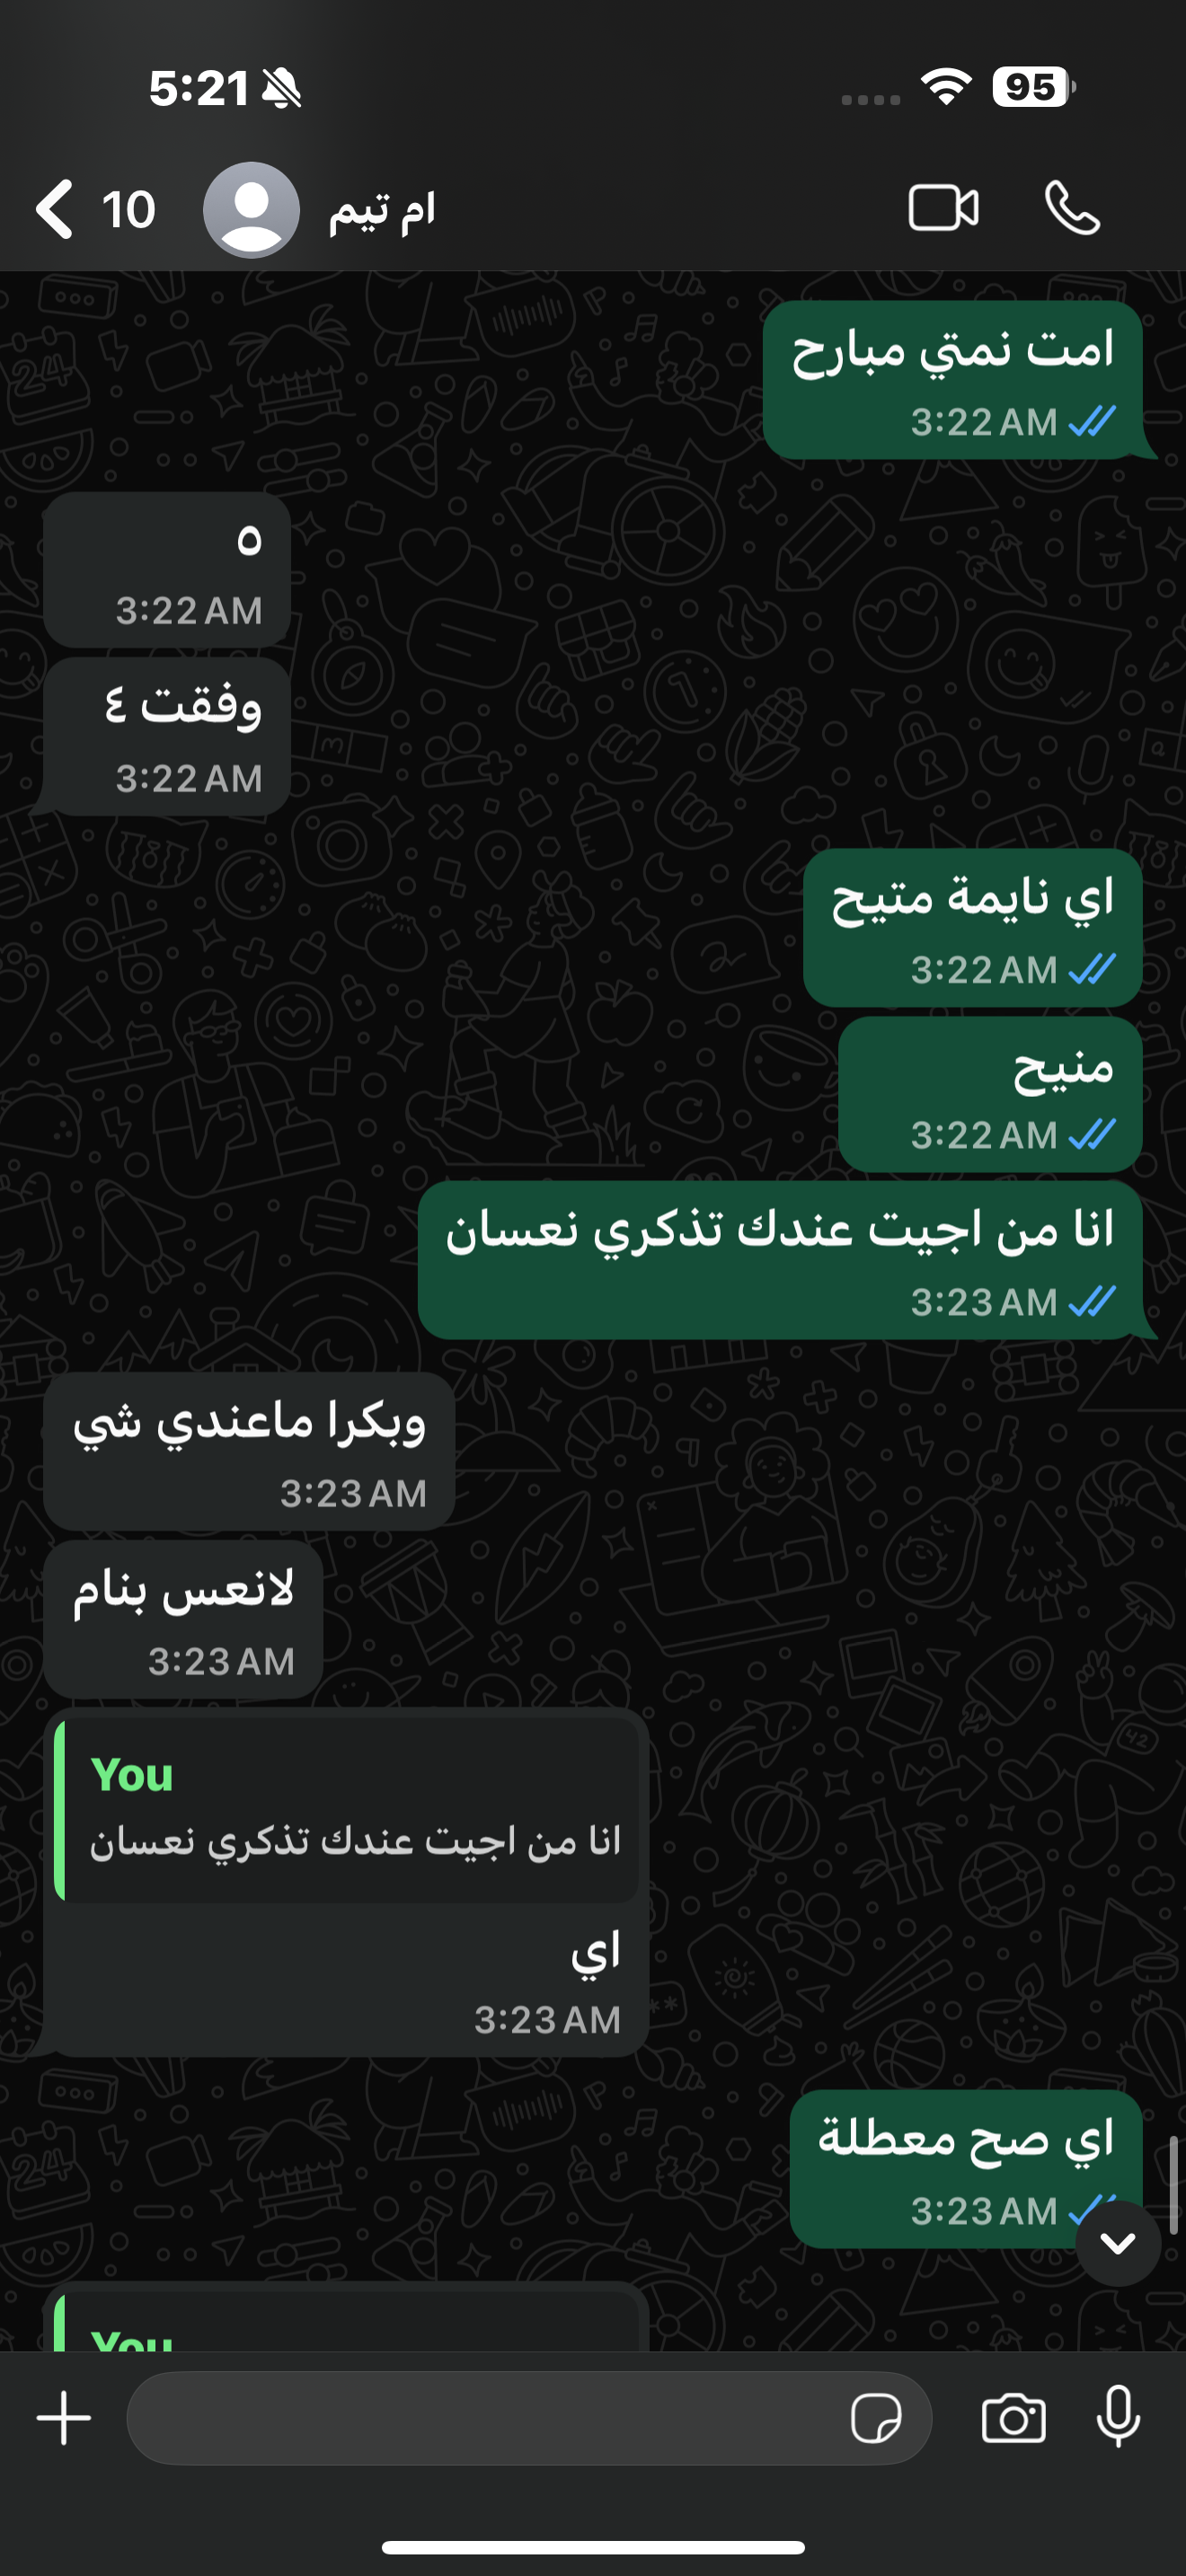 5:21
95
10
ام تيم
امت نمتي مبارح
3:22 AM
٥
3:22 AM
وفقت ٤
3:22 AM
اي نايمة متيح
3:22 AM
منيح
3:22 AM
انا من اجيت عندك تذكري نعسان
3:23 AM
وبكرا ماعندي شي
3:23 AM
لانعس بنام
3:23 AM
You
انا من اجيت عندك تذكري نعسان
اي
3:23 AM
اي صح معطلة
3:23 AM
You